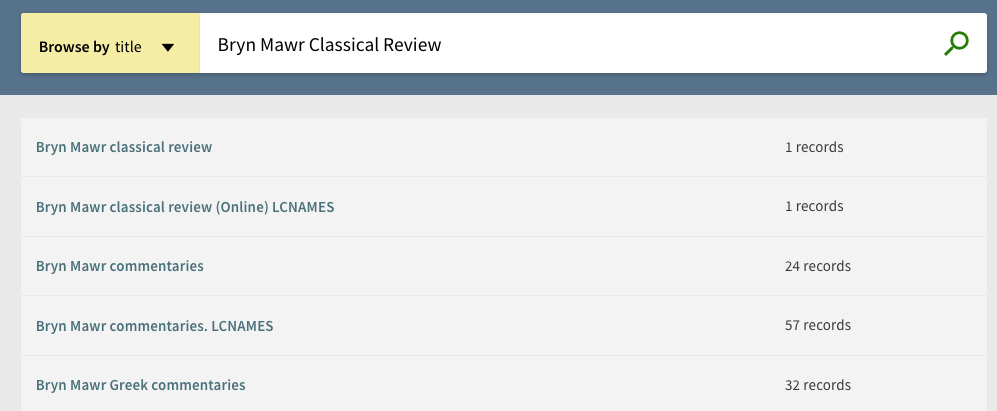 Browse by title Bryn Mawr Classical Review
Bryn Mawr classical review 1 records
Bryn Mawr classical review (Online) LCNAMES 1 records
Bryn Mawr commentaries 24 records
Bryn Mawr commentaries. LCNAMES 57 records
Bryn Mawr Greek commentaries 32 records